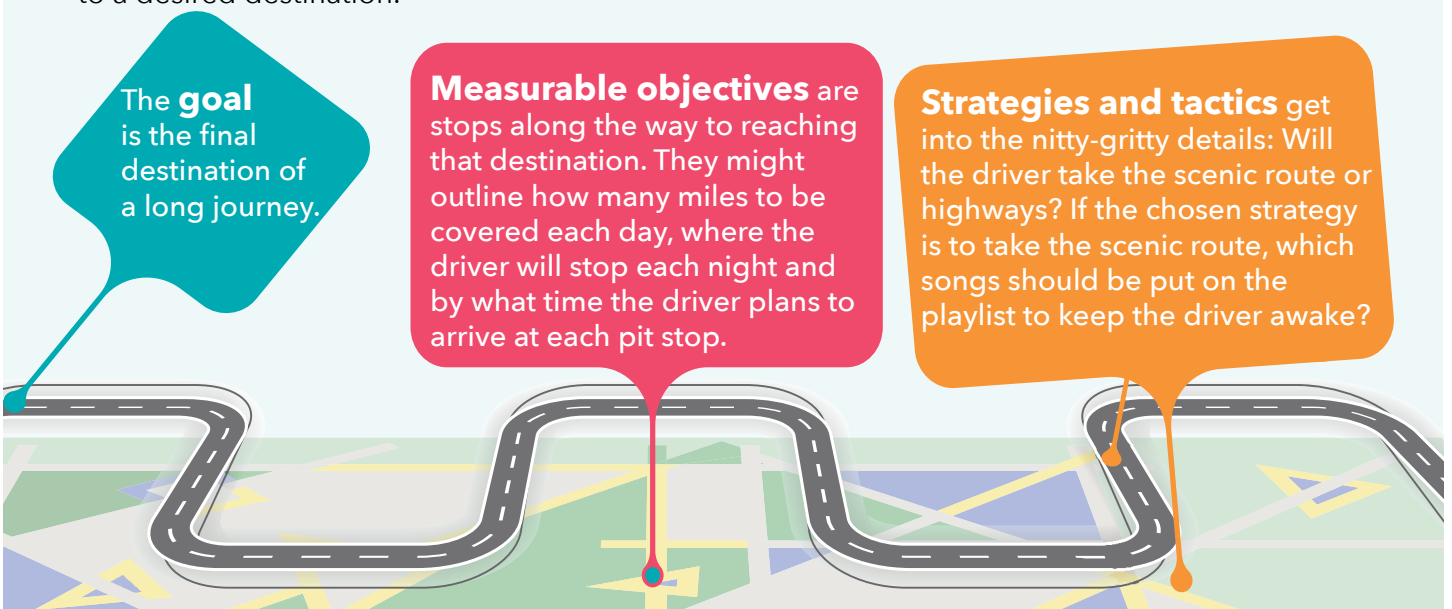 to a desired destination.
The goal
is the final
destination of
a long journey.
Measurable objectives are
stops along the way to reaching
that destination. They might
outline how many miles to be
covered each day, where the
driver will stop each night and
by what time the driver plans to
arrive at each pit stop.
Strategies and tactics get
into the nitty-gritty details: Will
the driver take the scenic route or
highways? If the chosen strategy
is to take the scenic route, which
songs should be put on the
playlist to keep the driver awake?